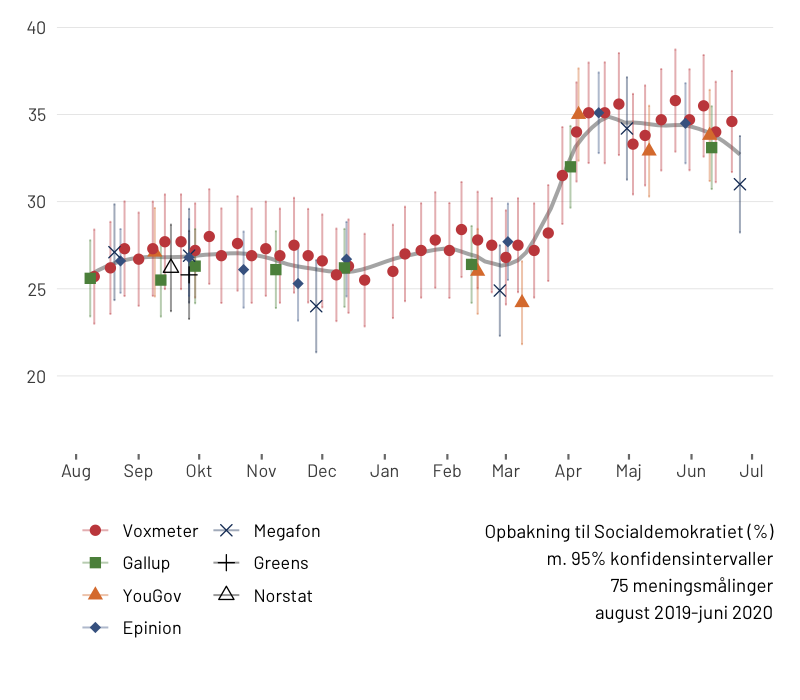 40
35
30
25
20
Aug Sep Okt Nov Dec Jan Feb Mar Apr Maj Jun Jul
Voxmeter Megafon
Gallup Greens
YouGov Norstat
Epinion
Opbakning til Socialdemokratiet (%)
m. 95% konfidensintervaller
75 meningsmålinger
august 2019-juni 2020